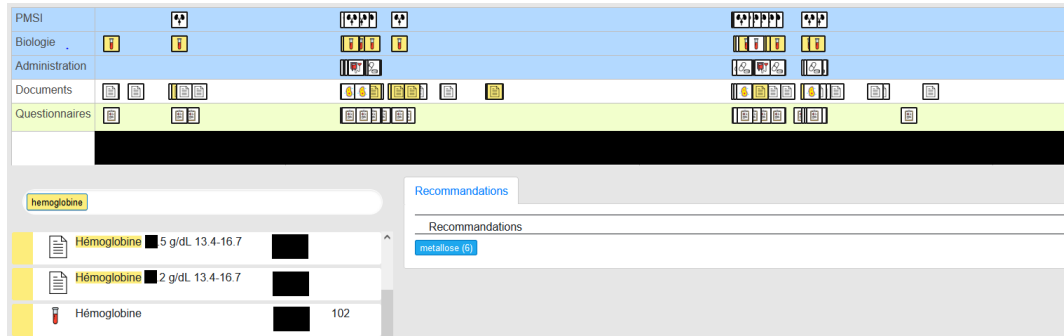 PMSI
Biologie
Administration
Documents
Questionnaires
hemoglobine
Hémoglobine .5 g/dL 13.4-16.7
Hémoglobine .2 g/dL 13.4-16.7
Hémoglobine 102
Recommandations
Recommandations
metallose (6)